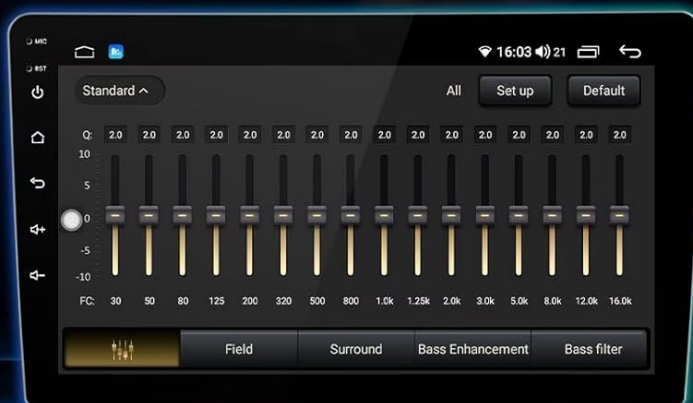 MIC
16:03 21
RST
Standard All Set up Default
Q: 2.0 2.0 2.0 2.0 2.0 2.0 2.0 2.0 2.0 2.0 2.0 2.0 2.0 2.0 2.0 2.0
10
5
0
-5
-10
FC: 30 50 80 125 200 320 500 800 1.0k 1.25k 2.0k 3.0k 5.0k 8.0k 12.0k 16.0k
Field Surround Bass Enhancement Bass filter